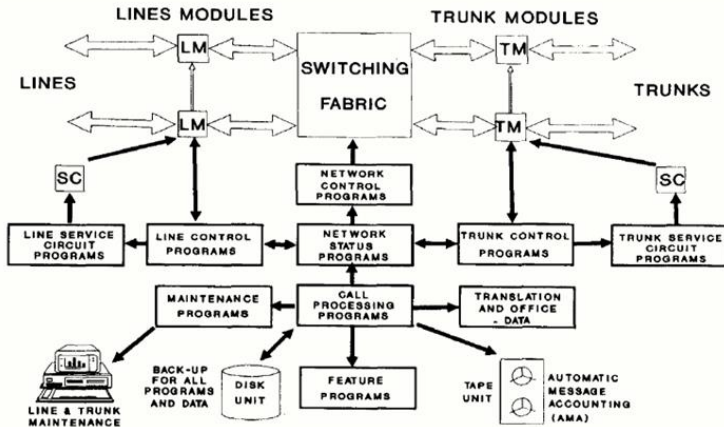 LINES MODULES
TRUNK MODULES
LM
SWITCHING
FABRIC
TM
LINES
TRUNKS
LM
TM
SC
NETWORK
CONTROL
PROGRAMS
SC
LINE SERVICE
CIRCUIT
PROGRAMS
LINE CONTROL
PROGRAMS
NETWORK
STATUS
PROGRAMS
TRUNK CONTROL
PROGRAMS
TRUNK SERVICE
CIRCUIT
PROGRAMS
MAINTENANCE
PROGRAMS
CALL
PROCESSING
PROGRAMS
TRANSLATION
AND OFFICE
- DATA
LINE & TRUNK
MAINTENANCE
BACK-UP
FOR ALL
PROGRAMS
AND DATA
DISK
UNIT
FEATURE
PROGRAMS
TAPE
UNIT
AUTOMATIC
MESSAGE
ACCOUNTING
(AMA)